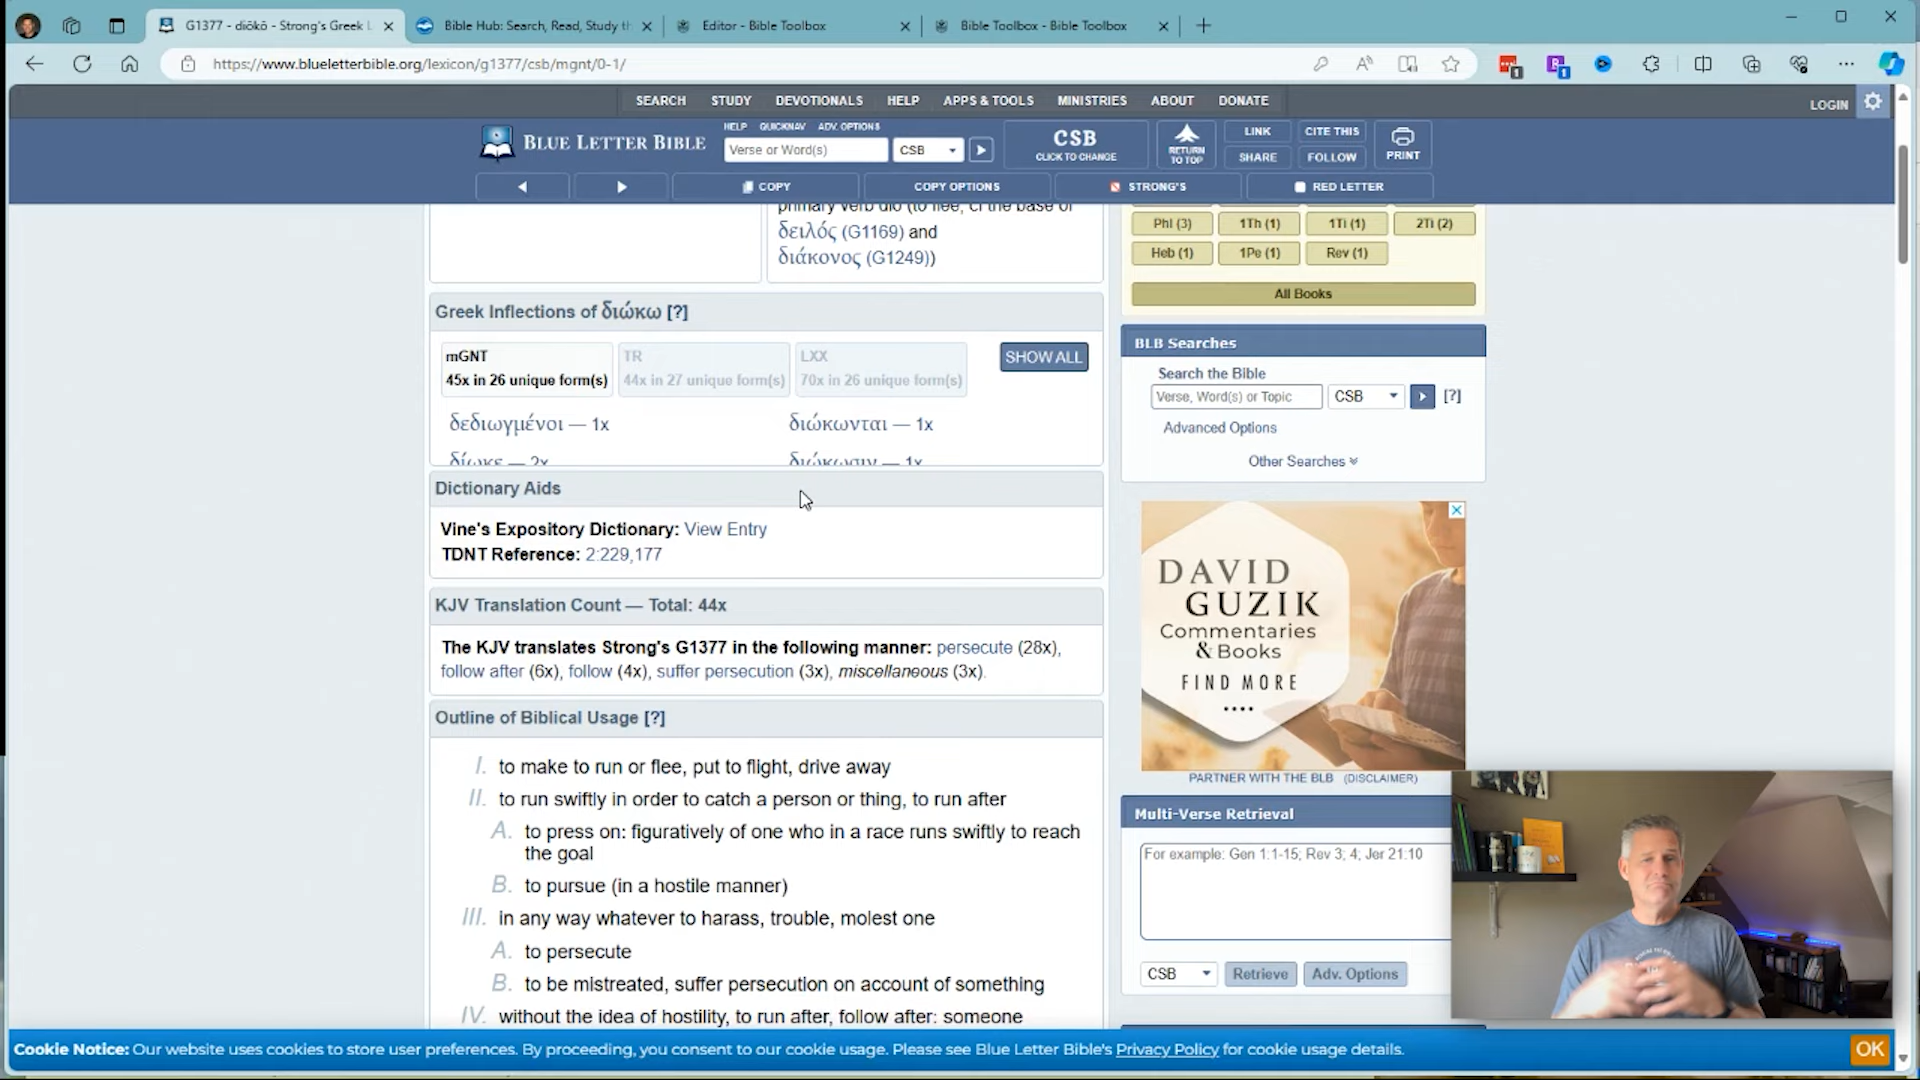 G1377 - diōkō - Strong's Greek L
Bible Hub: Search, Read, Study th
Editor - Bible Toolbox
Bible Toolbox - Bible Toolbox
https://www.blueletterbible.org/lexicon/g1377/csb/mgnt/0-1/
SEARCH STUDY DEVOTIONALS HELP APPS & TOOLS MINISTRIES ABOUT DONATE
LOGIN
BLUE LETTER BIBLE
HELP QUICKNAV ADV. OPTIONS
Verse or Word(s)
CSB
CSB
CLICK TO CHANGE
RETURN
TO TOP
LINK
CITE THIS
SHARE
FOLLOW
PRINT
COPY
COPY OPTIONS
STRONG'S
RED LETTER
primary verb dio (to flee; cf the base of
δειλός (G1169) and
διάκονος (G1249))
Greek Inflections of διώκω [?]
mGNT
45x in 26 unique form(s)
TR
44x in 27 unique form(s)
LXX
70x in 26 unique form(s)
SHOW ALL
δεδιωγμένοι — 1x
διώκωνται — 1x
δίωκε — 2x
διώκωσιν — 1x
Dictionary Aids
Vine's Expository Dictionary: View Entry
TDNT Reference: 2:229,177
KJV Translation Count — Total: 44x
The KJV translates Strong's G1377 in the following manner: persecute (28x),
follow after (6x), follow (4x), suffer persecution (3x), miscellaneous (3x).
Outline of Biblical Usage [?]
I. to make to run or flee, put to flight, drive away
II. to run swiftly in order to catch a person or thing, to run after
A. to press on: figuratively of one who in a race runs swiftly to reach
the goal
B. to pursue (in a hostile manner)
III. in any way whatever to harass, trouble, molest one
A. to persecute
B. to be mistreated, suffer persecution on account of something
IV. without the idea of hostility, to run after, follow after: someone
Phl (3) 1Th (1) 1Ti (1) 2Ti (2)
Heb (1) 1Pe (1) Rev (1)
All Books
BLB Searches
Search the Bible
Verse, Word(s) or Topic
CSB
[?]
Advanced Options
Other Searches
DAVID
GUZIK
Commentaries
& Books
FIND MORE
PARTNER WITH THE BLB (DISCLAIMER)
Multi-Verse Retrieval
For example: Gen 1:1-15; Rev 3; 4; Jer 21:10
CSB
Retrieve
Adv. Options
Cookie Notice: Our website uses cookies to store user preferences. By proceeding, you consent to our cookie usage. Please see Blue Letter Bible's Privacy Policy for cookie usage details.
OK